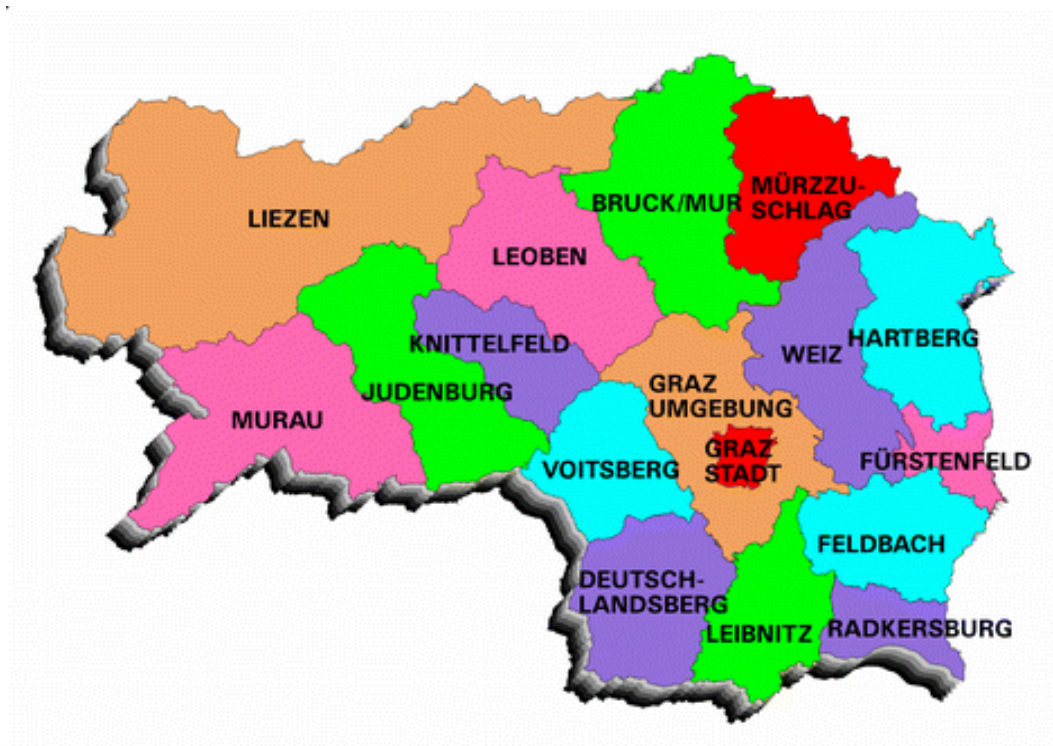 BRUCK/MUR
MÜRZZU-
SCHLAG
LIEZEN
LEOBEN
HARTBERG
KNITTELFELD
WEIZ
JUDENBURG
GRAZ
UMGEBUNG
MURAU
GRAZ
STADT
VOITSBERG
FÜRSTENFELD
FELDBACH
DEUTSCH-
LANDSBERG
LEIBNITZ
RADKERSBURG